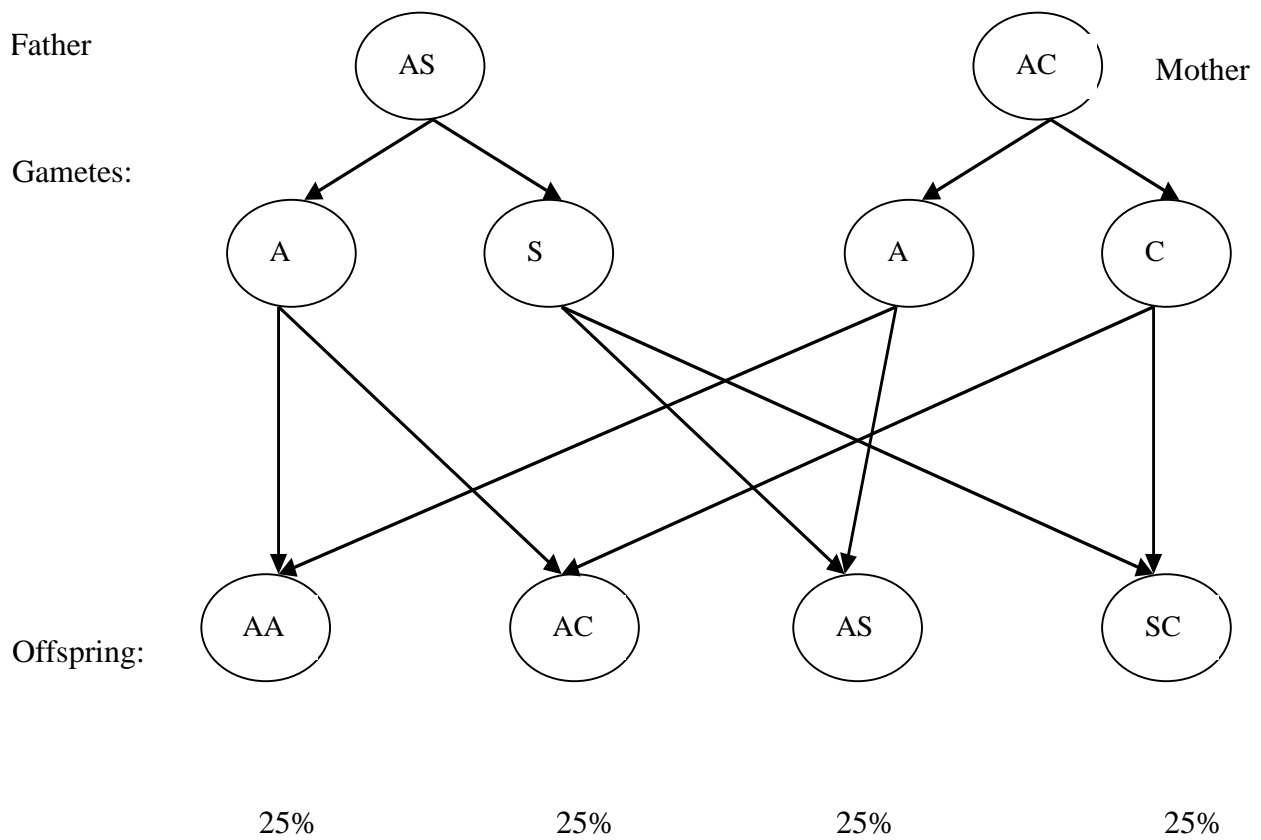 Father
AS
AC
Mother
Gametes:
A
S
A
C
AA
AC
AS
SC
Offspring:
25%
25%
25%
25%